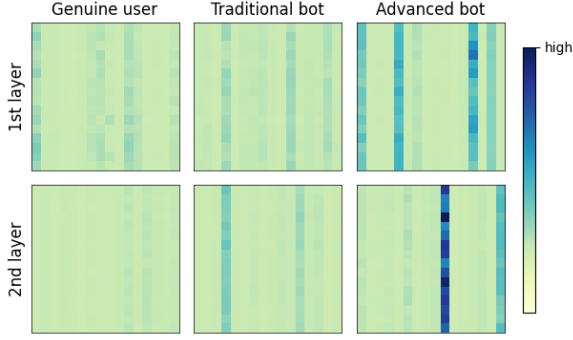 Genuine user
Traditional bot
Advanced bot
1st layer
2nd layer
high